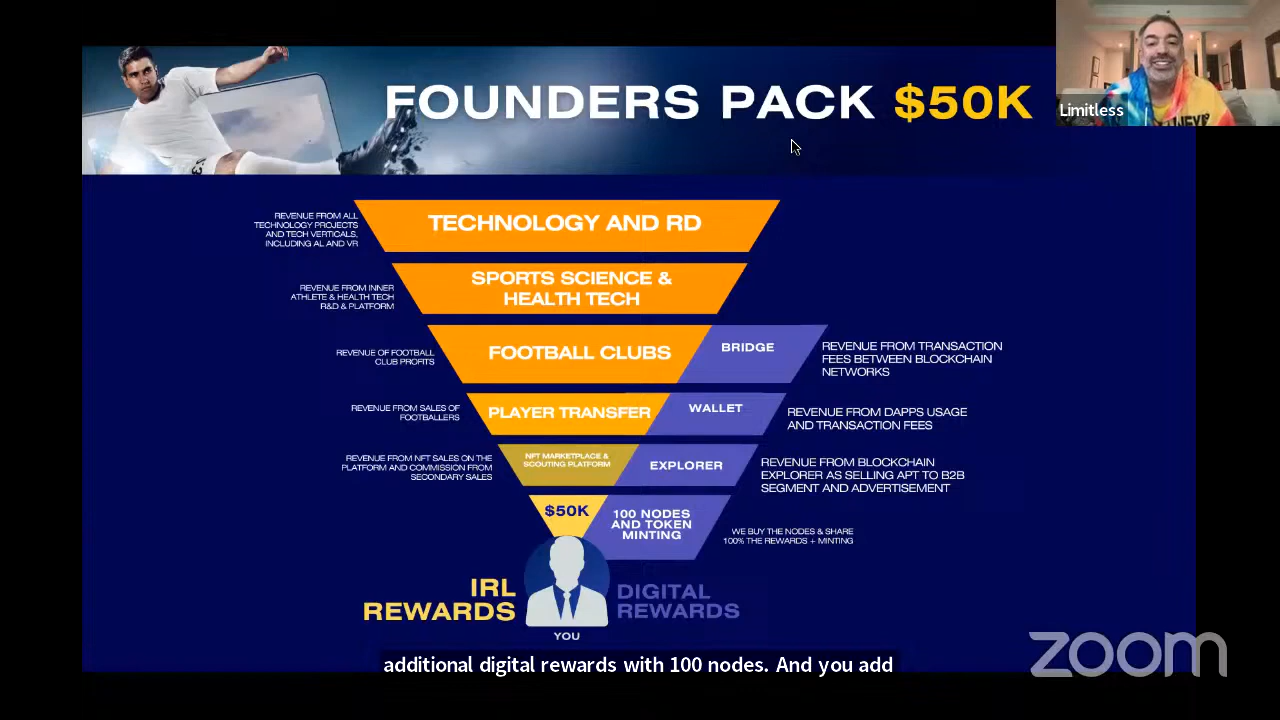 FOUNDERS PACK $50K
Limitless
REVENUE FROM ALL
TECHNOLOGY PROJECTS
AND TECH VERTICALS,
INCLUDING AL AND VR
TECHNOLOGY AND RD
REVENUE FROM INNER
ATHLETE & HEALTH TECH
R&D & PLATFORM
SPORTS SCIENCE &
HEALTH TECH
REVENUE OF FOOTBALL
CLUB PROFITS
FOOTBALL CLUBS
BRIDGE
REVENUE FROM TRANSACTION
FEES BETWEEN BLOCKCHAIN
NETWORKS
REVENUE FROM SALES OF
FOOTBALLERS
PLAYER TRANSFER
WALLET
REVENUE FROM DAPPS USAGE
AND TRANSACTION FEES
REVENUE FROM NFT SALES ON THE
PLATFORM AND COMMISSION FROM
SECONDARY SALES
NFT MARKETPLACE &
SCOUTING PLATFORM
EXPLORER
REVENUE FROM BLOCKCHAIN
EXPLORER AS SELLING APT TO B2B
SEGMENT AND ADVERTISEMENT
$50K
100 NODES
AND TOKEN
MINTING
WE BUY THE NODES & SHARE
100% THE REWARDS + MINTING
IRL
REWARDS
DIGITAL
REWARDS
YOU
additional digital rewards with 100 nodes. And you add
zoom